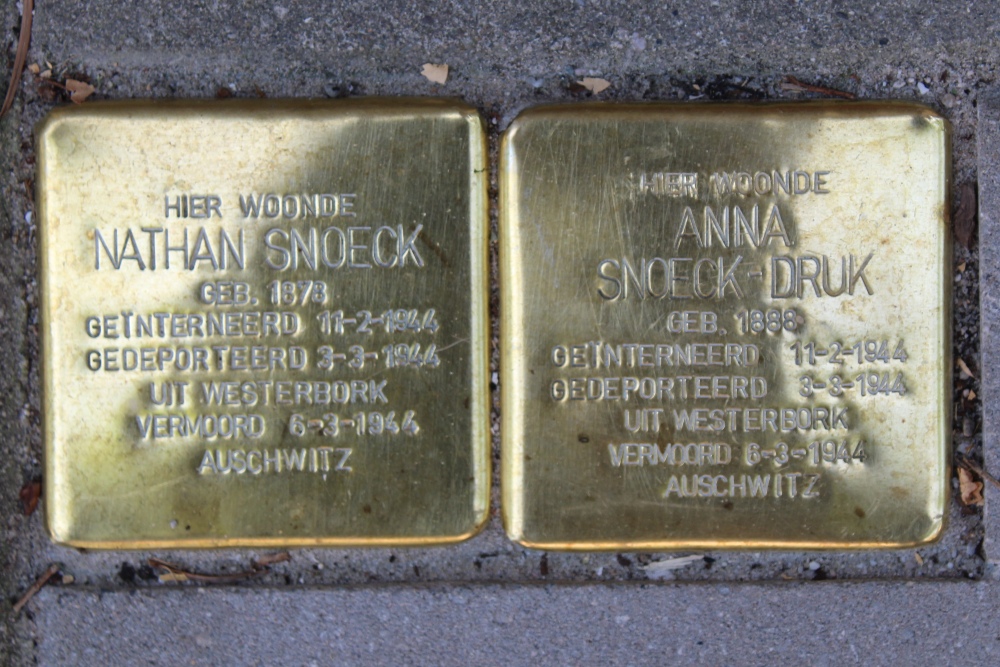 HIER WOONDE
NATHAN SNOECK
GEB. 1878
GEÏNTERNEERD 11-2-1944
GEDEPORTEERD 3-3-1944
UIT WESTERBORK
VERMOORD 6-3-1944
AUSCHWITZ
HIER WOONDE
ANNA
SNOECK-DRUK
GEB. 1888
GEÏNTERNEERD 11-2-1944
GEDEPORTEERD 3-3-1944
UIT WESTERBORK
VERMOORD 6-3-1944
AUSCHWITZ